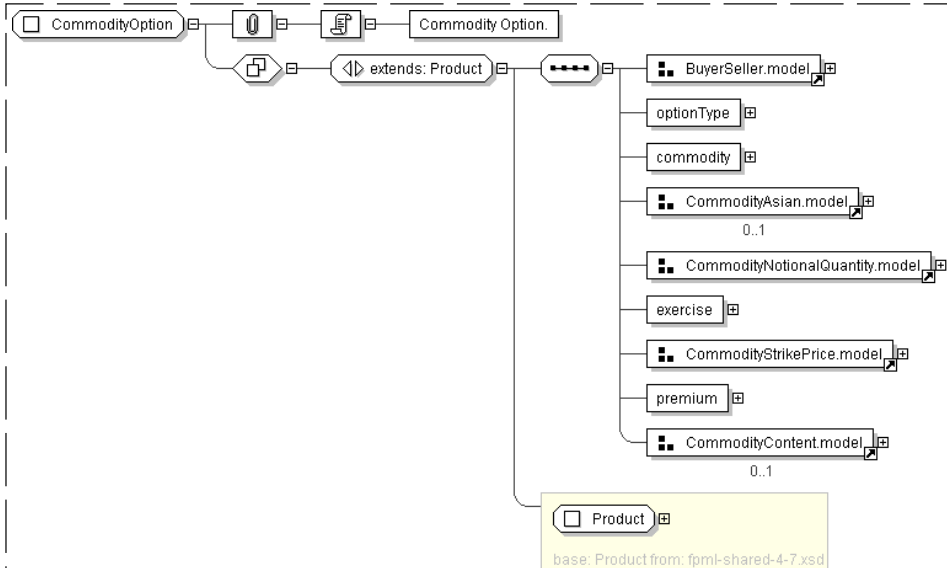 CommodityOption
Commodity Option.
extends: Product
BuyerSeller.model
optionType
commodity
CommodityAsian.model
0..1
CommodityNotionalQuantity.model
exercise
CommodityStrikePrice.model
premium
CommodityContent.model
0..1
Product
base: Product from: fpml-shared-4-7.xsd